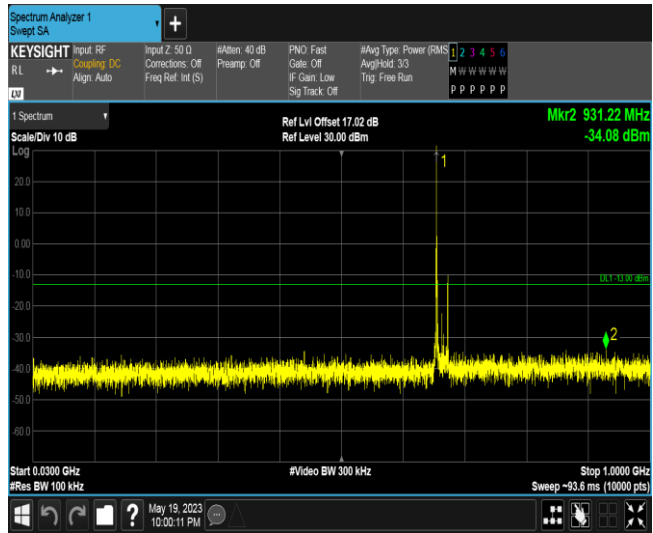 Spectrum Analyzer 1
Swept SA
+
KEYSIGHT Input: RF Input Z: 50 Ω #Atten: 40 dB PNO: Fast #Avg Type: Power (RMS 1 2 3 4 5 6
RL Coupling: DC Corrections: Off Preamp: Off Gate: Off Avg|Hold: 3/3 M W W W W W
Align: Auto Freq Ref: Int (S) IF Gain: Low Trig: Free Run
LXI Sig Track: Off P P P P P P
1 Spectrum Ref Lvl Offset 17.02 dB Mkr2 931.22 MHz
Scale/Div 10 dB Ref Level 30.00 dBm -34.08 dBm
Log
1
20.0
10.0
0.00
-10.0
DL1 -13.00 dBm
-20.0
-30.0
2
-40.0
-50.0
-60.0
Start 0.0300 GHz #Video BW 300 kHz Stop 1.0000 GHz
#Res BW 100 kHz Sweep ~93.6 ms (10000 pts)
? May 19, 2023
10:00:11 PM